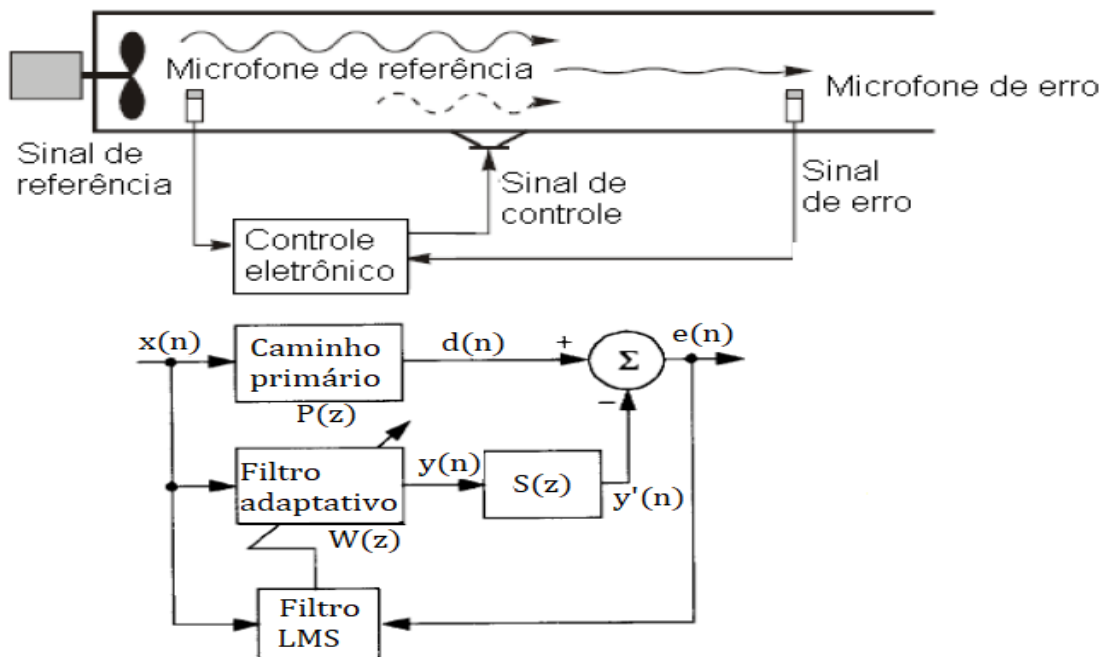 Microfone de referência
Microfone de erro
Sinal de
referência
Sinal de
controle
Sinal
de erro
Controle
eletrônico
x(n)
Caminho
primário
P(z)
d(n)
+
Σ
e(n)
−
Filtro
adaptativo
W(z)
y(n)
S(z)
y'(n)
Filtro
LMS